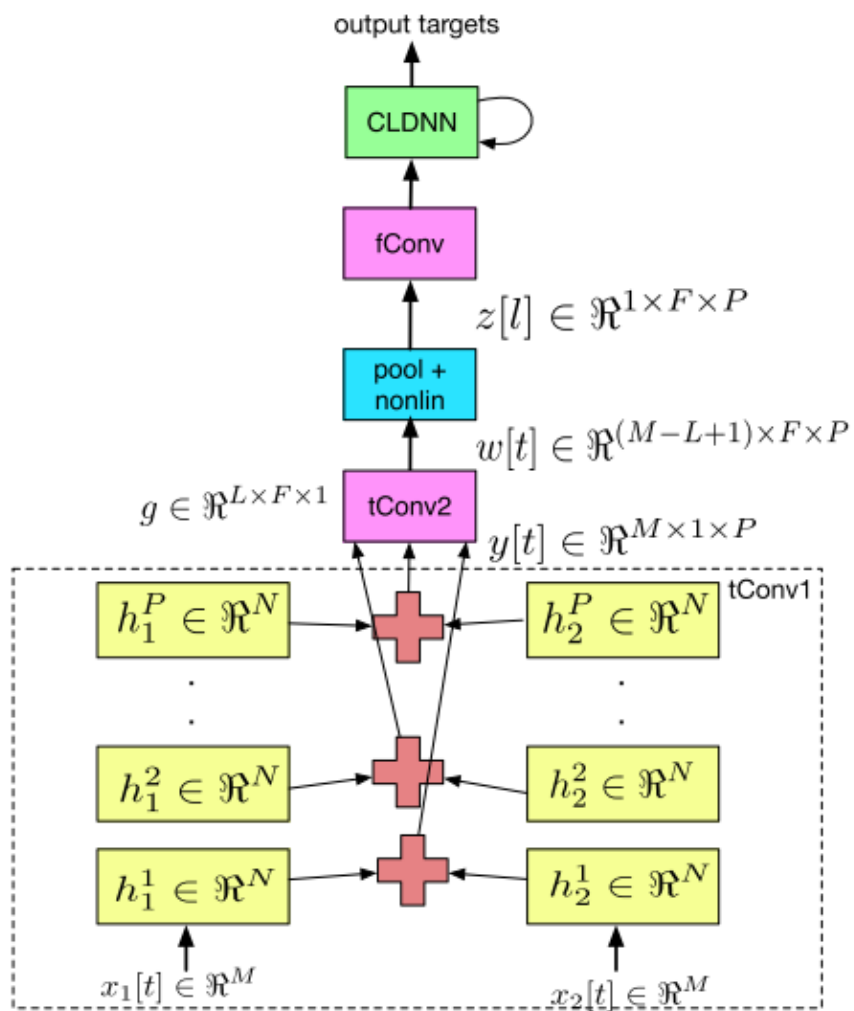 output targets
CLDNN
fConv
z[l] ∈ ℜ^{1×F×P}
pool +
nonlin
w[t] ∈ ℜ^{(M−L+1)×F×P}
g ∈ ℜ^{L×F×1}
tConv2
y[t] ∈ ℜ^{M×1×P}
tConv1
h_1^P ∈ ℜ^N
h_2^P ∈ ℜ^N
. .
. .
h_1^2 ∈ ℜ^N
h_2^2 ∈ ℜ^N
h_1^1 ∈ ℜ^N
h_2^1 ∈ ℜ^N
x_1[t] ∈ ℜ^M
x_2[t] ∈ ℜ^M